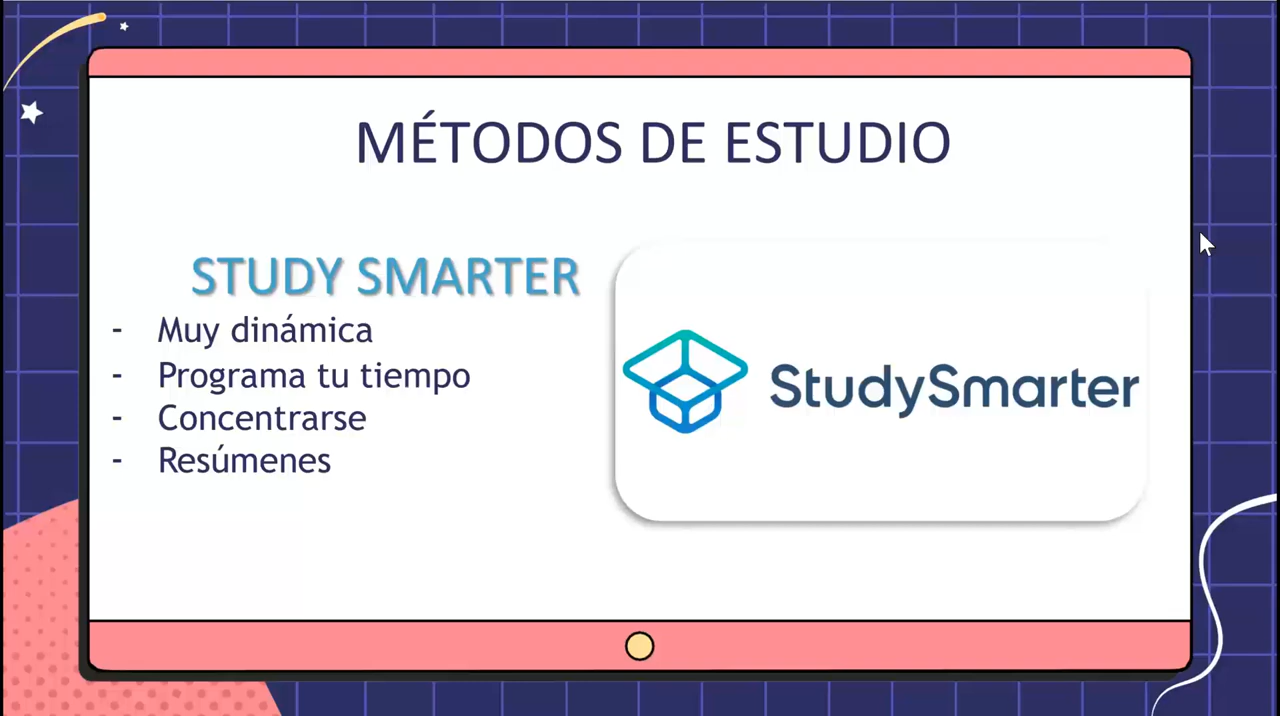 MÉTODOS DE ESTUDIO
STUDY SMARTER
- Muy dinámica
- Programa tu tiempo
- Concentrarse
- Resúmenes
StudySmarter